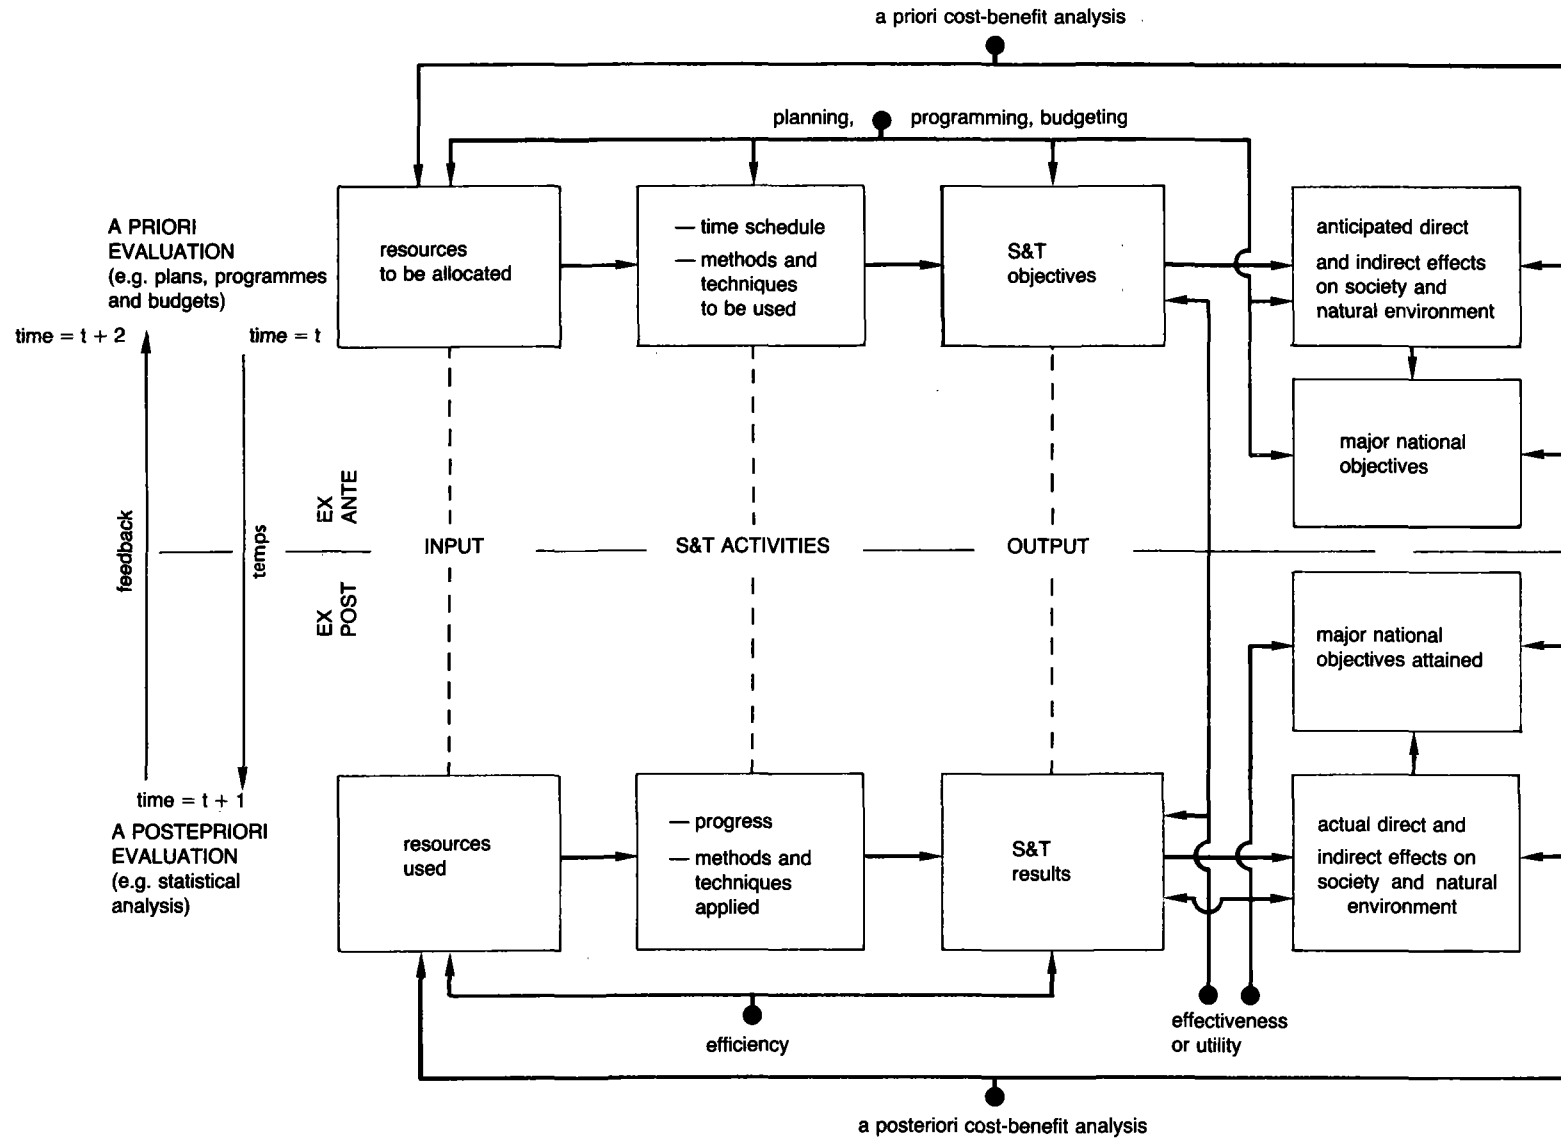 a priori cost-benefit analysis
planning, programming, budgeting
A PRIORI
EVALUATION
(e.g. plans, programmes
and budgets)
time = t + 2
time = t
resources
to be allocated
— time schedule
— methods and
techniques
to be used
S&T
objectives
anticipated direct
and indirect effects
on society and
natural environment
major national
objectives
feedback
temps
EX
ANTE
EX
POST
INPUT
S&T ACTIVITIES
OUTPUT
major national
objectives attained
time = t + 1
A POSTEPRIORI
EVALUATION
(e.g. statistical
analysis)
resources
used
— progress
— methods and
techniques
applied
S&T
results
actual direct and
indirect effects on
society and natural
environment
efficiency
effectiveness
or utility
a posteriori cost-benefit analysis